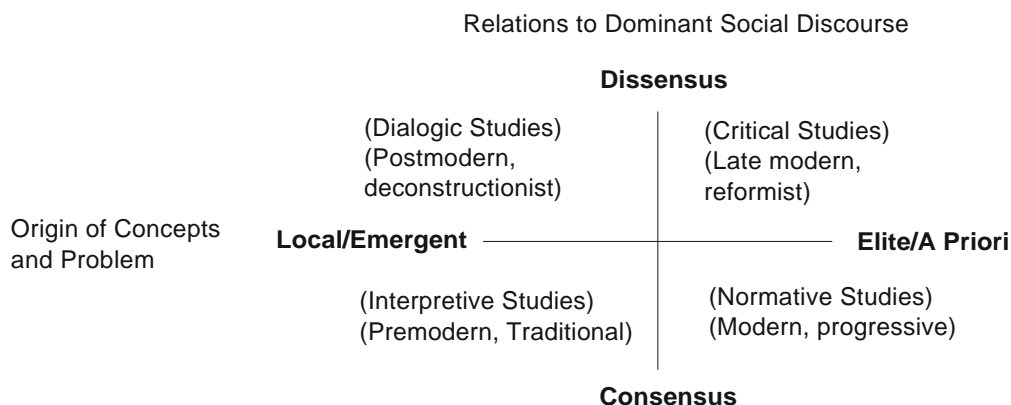 Relations to Dominant Social Discourse
Dissensus
(Dialogic Studies)
(Postmodern,
deconstructionist)
(Critical Studies)
(Late modern,
reformist)
Origin of Concepts
and Problem
Local/Emergent
Elite/A Priori
(Interpretive Studies)
(Premodern, Traditional)
(Normative Studies)
(Modern, progressive)
Consensus